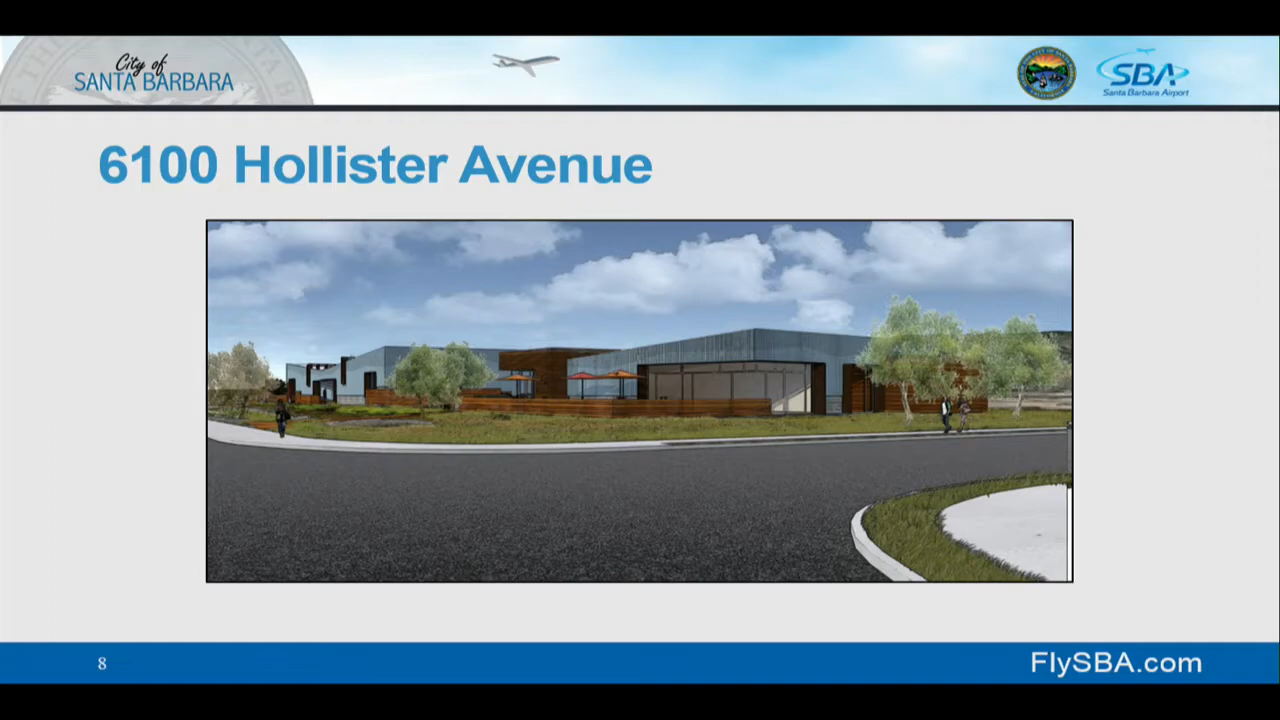 City of
SANTA BARBARA
SBA
Santa Barbara Airport
6100 Hollister Avenue
8
FlySBA.com